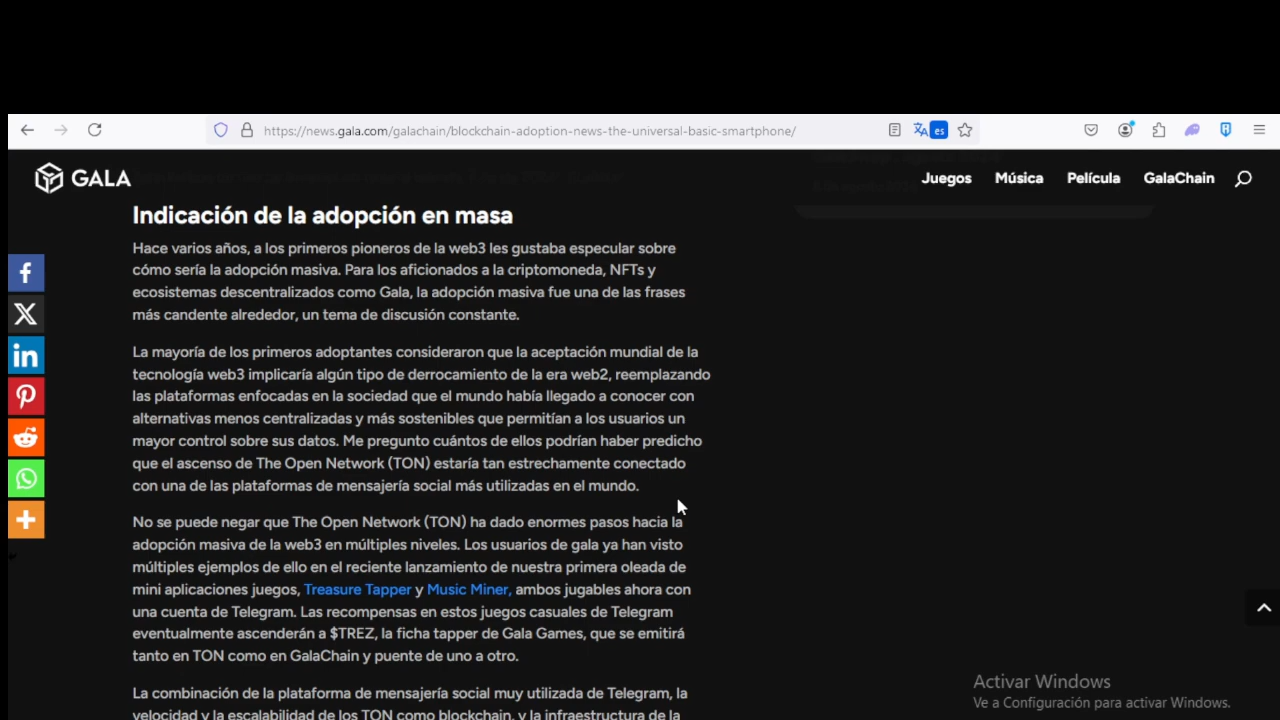 https://news.gala.com/galachain/blockchain-adoption-news-the-universal-basic-smartphone/
es
GALA
Juegos
Música
Película
GalaChain
Indicación de la adopción en masa
Hace varios años, a los primeros pioneros de la web3 les gustaba especular sobre
cómo sería la adopción masiva. Para los aficionados a la criptomoneda, NFTs y
ecosistemas descentralizados como Gala, la adopción masiva fue una de las frases
más candente alrededor, un tema de discusión constante.
La mayoría de los primeros adoptantes consideraron que la aceptación mundial de la
tecnología web3 implicaría algún tipo de derrocamiento de la era web2, reemplazando
las plataformas enfocadas en la sociedad que el mundo había llegado a conocer con
alternativas menos centralizadas y más sostenibles que permitían a los usuarios un
mayor control sobre sus datos. Me pregunto cuántos de ellos podrían haber predicho
que el ascenso de The Open Network (TON) estaría tan estrechamente conectado
con una de las plataformas de mensajería social más utilizadas en el mundo.
No se puede negar que The Open Network (TON) ha dado enormes pasos hacia la
adopción masiva de la web3 en múltiples niveles. Los usuarios de gala ya han visto
múltiples ejemplos de ello en el reciente lanzamiento de nuestra primera oleada de
mini aplicaciones juegos, Treasure Tapper y Music Miner, ambos jugables ahora con
una cuenta de Telegram. Las recompensas en estos juegos casuales de Telegram
eventualmente ascenderán a $TREZ, la ficha tapper de Gala Games, que se emitirá
tanto en TON como en GalaChain y puente de uno a otro.
La combinación de la plataforma de mensajería social muy utilizada de Telegram, la
velocidad y la escalabilidad de los TON como blockchain, y la infraestructura de la
Activar Windows
Ve a Configuración para activar Windows.